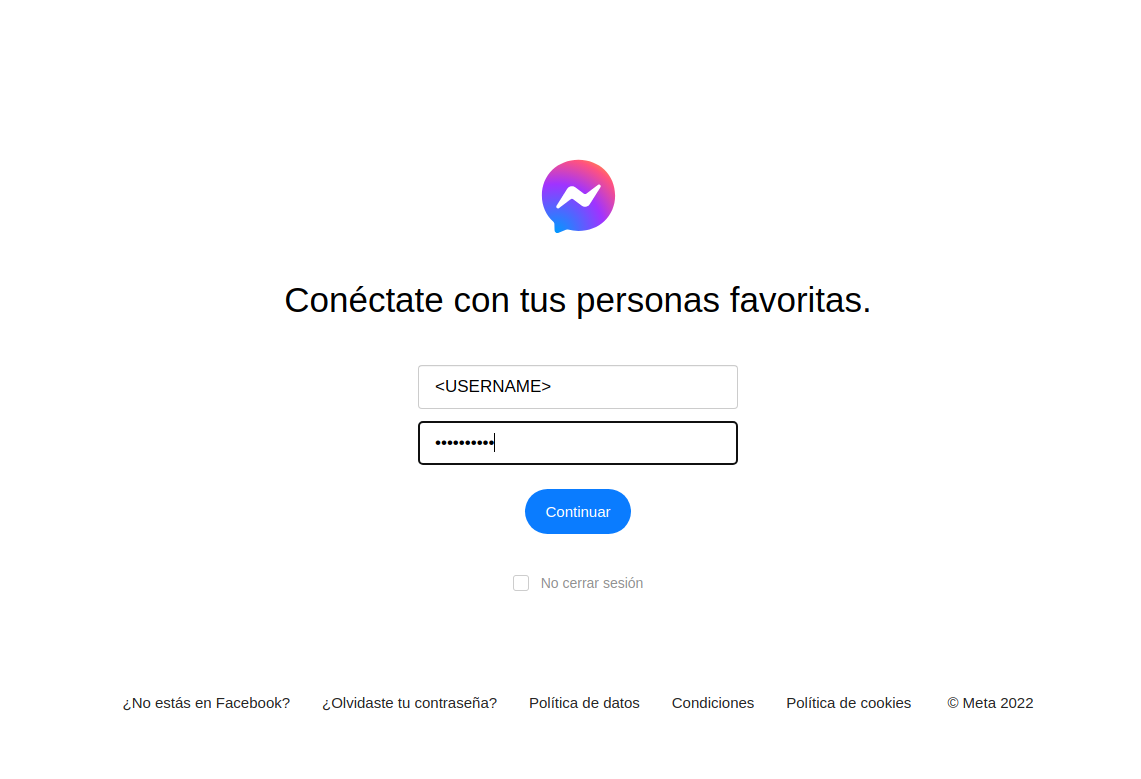 Conéctate con tus personas favoritas.
<USERNAME>
••••••••••
Continuar
No cerrar sesión
¿No estás en Facebook? ¿Olvidaste tu contraseña? Política de datos Condiciones Política de cookies © Meta 2022